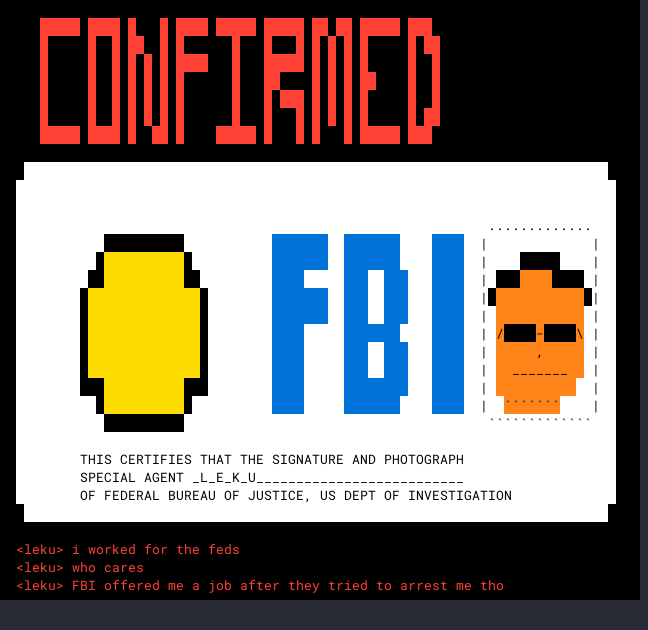 CONFIRMED
FBI
THIS CERTIFIES THAT THE SIGNATURE AND PHOTOGRAPH
SPECIAL AGENT _L_E_K_U__________________________
OF FEDERAL BUREAU OF JUSTICE, US DEPT OF INVESTIGATION
<leku> i worked for the feds
<leku> who cares
<leku> FBI offered me a job after they tried to arrest me tho